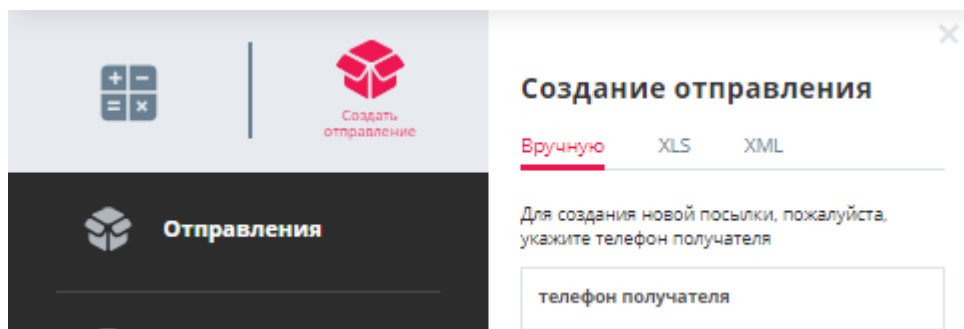 Создать
отправление
Отправления
Создание отправления
Вручную XLS XML
Для создания новой посылки, пожалуйста,
укажите телефон получателя
телефон получателя